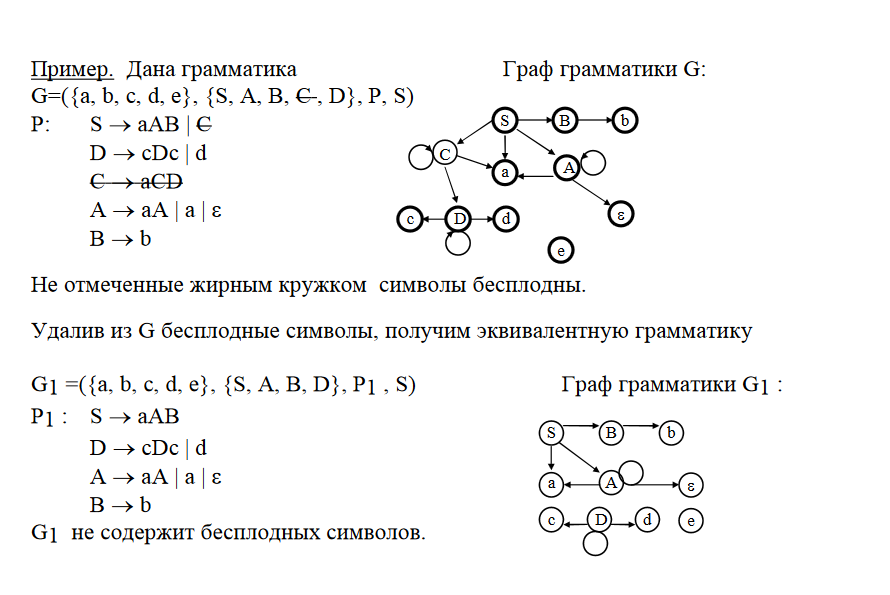 Пример. Дана грамматика
Граф грамматики G:
G=({a, b, c, d, e}, {S, A, B, C , D}, P, S)
P: S → aAB | C
D → cDc | d
C → aCD
A → aA | a | ε
B → b
S B b
C a A
c D d ε
e
Не отмеченные жирным кружком символы бесплодны.
Удалив из G бесплодные символы, получим эквивалентную грамматику
G1 =({a, b, c, d, e}, {S, A, B, D}, P1 , S)
Граф грамматики G1 :
P1 : S → aAB
D → cDc | d
A → aA | a | ε
B → b
S B b
a A ε
c D d e
G1 не содержит бесплодных символов.